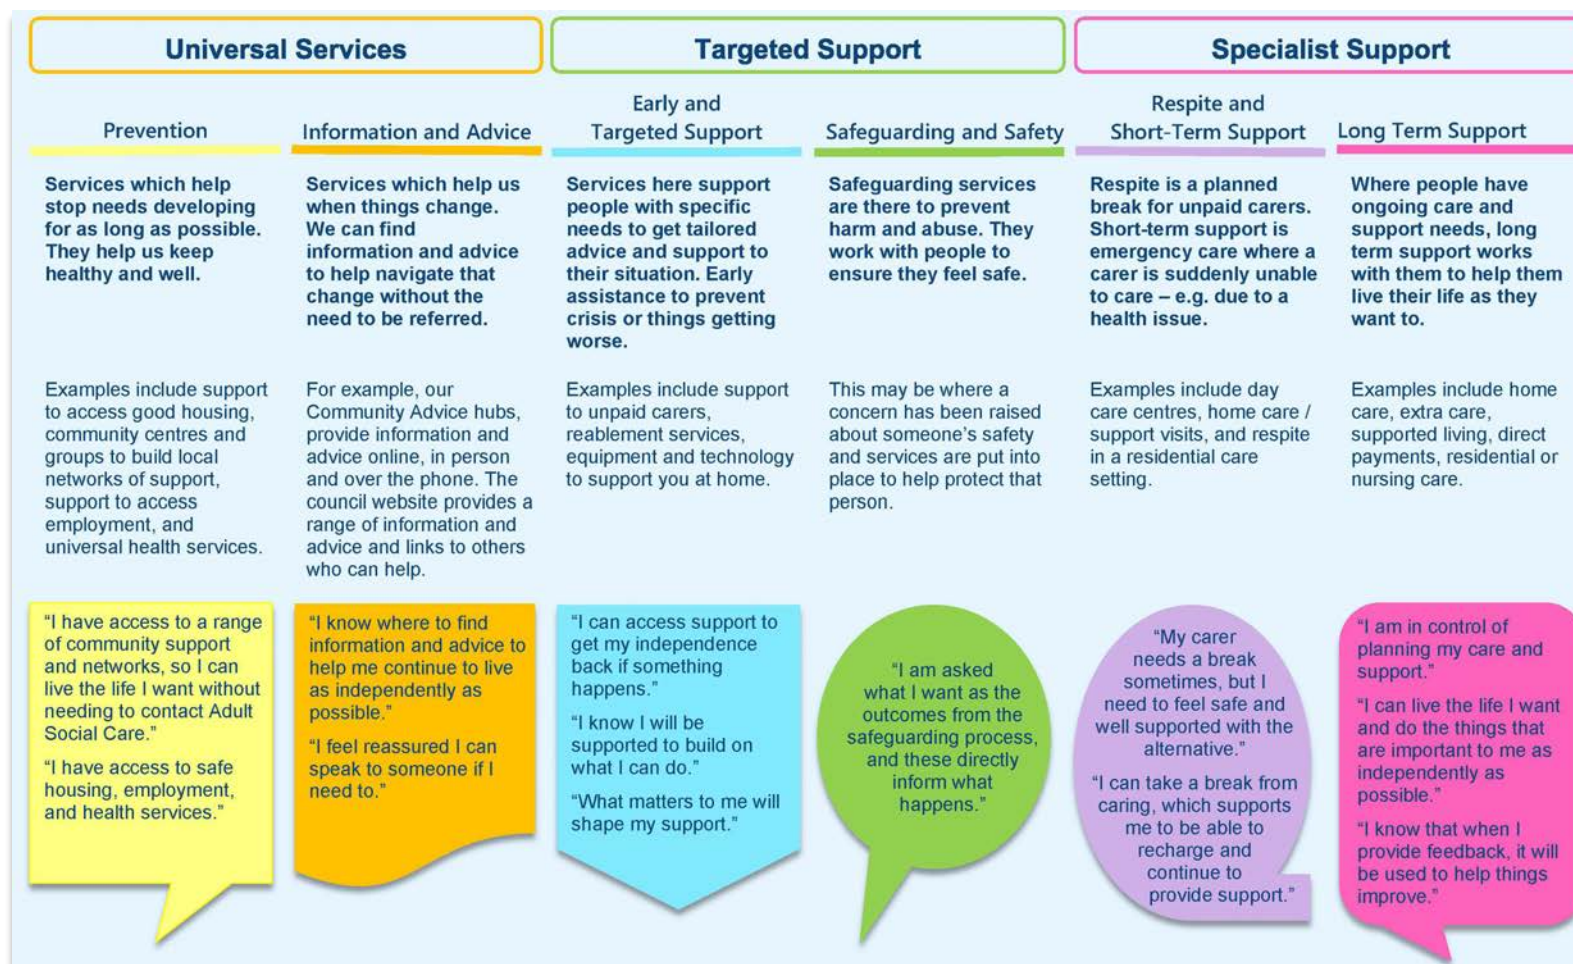 Universal Services
Targeted Support
Specialist Support
Prevention
Services which help
stop needs developing
for as long as possible.
They help us keep
healthy and well.
Examples include support
to access good housing,
community centres and
groups to build local
networks of support,
support to access
employment, and
universal health services.
“I have access to a range
of community support
and networks, so I can
live the life I want without
needing to contact Adult
Social Care.”
“I have access to safe
housing, employment,
and health services.”
Information and Advice
Services which help us
when things change.
We can find
information and advice
to help navigate that
change without the
need to be referred.
For example, our
Community Advice hubs,
provide information and
advice online, in person
and over the phone. The
council website provides a
range of information and
advice and links to others
who can help.
“I know where to find
information and advice to
help me continue to live
as independently as
possible.”
“I feel reassured I can
speak to someone if I
need to.”
Early and
Targeted Support
Services here support
people with specific
needs to get tailored
advice and support to
their situation. Early
assistance to prevent
crisis or things getting
worse.
Examples include support
to unpaid carers,
reablement services,
equipment and technology
to support you at home.
“I can access support to
get my independence
back if something
happens.”
“I know I will be
supported to build on
what I can do.”
“What matters to me will
shape my support.”
Safeguarding and Safety
Safeguarding services
are there to prevent
harm and abuse. They
work with people to
ensure they feel safe.
This may be where a
concern has been raised
about someone’s safety
and services are put into
place to help protect that
person.
“I am asked
what I want as the
outcomes from the
safeguarding process,
and these directly
inform what
happens.”
Respite and
Short-Term Support
Respite is a planned
break for unpaid carers.
Short-term support is
emergency care where a
carer is suddenly unable
to care – e.g. due to a
health issue.
Examples include day
care centres, home care /
support visits, and respite
in a residential care
setting.
“My carer
needs a break
sometimes, but I
need to feel safe and
well supported with the
alternative.”
“I can take a break from
caring, which supports
me to be able to
recharge and
continue to
provide support.”
Long Term Support
Where people have
ongoing care and
support needs, long
term support works
with them to help them
live their life as they
want to.
Examples include home
care, extra care,
supported living, direct
payments, residential or
nursing care.
“I am in control of
planning my care and
support.”
“I can live the life I want
and do the things that
are important to me as
independently as
possible.”
“I know that when I
provide feedback, it will
be used to help things
improve.”